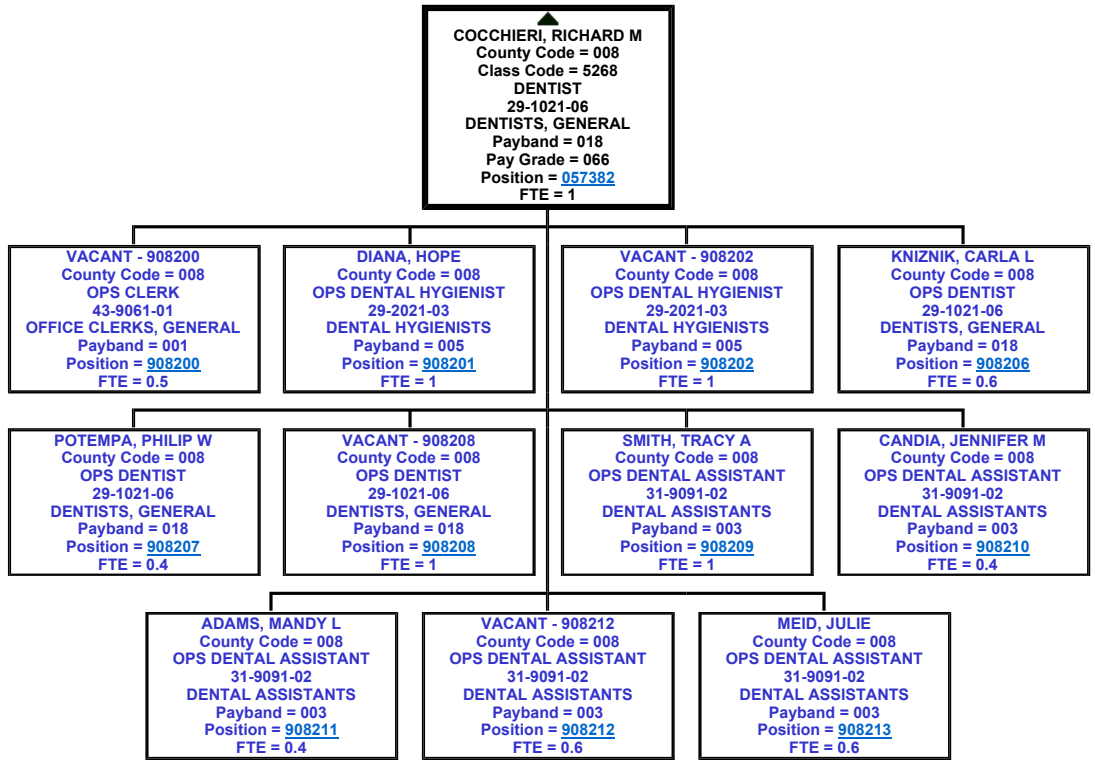 COCCHIERI, RICHARD M
County Code = 008
Class Code = 5268
DENTIST
29-1021-06
DENTISTS, GENERAL
Payband = 018
Pay Grade = 066
Position = 057382
FTE = 1
VACANT - 908200
County Code = 008
OPS CLERK
43-9061-01
OFFICE CLERKS, GENERAL
Payband = 001
Position = 908200
FTE = 0.5
DIANA, HOPE
County Code = 008
OPS DENTAL HYGIENIST
29-2021-03
DENTAL HYGIENISTS
Payband = 005
Position = 908201
FTE = 1
VACANT - 908202
County Code = 008
OPS DENTAL HYGIENIST
29-2021-03
DENTAL HYGIENISTS
Payband = 005
Position = 908202
FTE = 1
KNIZNIK, CARLA L
County Code = 008
OPS DENTIST
29-1021-06
DENTISTS, GENERAL
Payband = 018
Position = 908206
FTE = 0.6
POTEMPA, PHILIP W
County Code = 008
OPS DENTIST
29-1021-06
DENTISTS, GENERAL
Payband = 018
Position = 908207
FTE = 0.4
VACANT - 908208
County Code = 008
OPS DENTIST
29-1021-06
DENTISTS, GENERAL
Payband = 018
Position = 908208
FTE = 1
SMITH, TRACY A
County Code = 008
OPS DENTAL ASSISTANT
31-9091-02
DENTAL ASSISTANTS
Payband = 003
Position = 908209
FTE = 1
CANDIA, JENNIFER M
County Code = 008
OPS DENTAL ASSISTANT
31-9091-02
DENTAL ASSISTANTS
Payband = 003
Position = 908210
FTE = 0.4
ADAMS, MANDY L
County Code = 008
OPS DENTAL ASSISTANT
31-9091-02
DENTAL ASSISTANTS
Payband = 003
Position = 908211
FTE = 0.4
VACANT - 908212
County Code = 008
OPS DENTAL ASSISTANT
31-9091-02
DENTAL ASSISTANTS
Payband = 003
Position = 908212
FTE = 0.6
MEID, JULIE
County Code = 008
OPS DENTAL ASSISTANT
31-9091-02
DENTAL ASSISTANTS
Payband = 003
Position = 908213
FTE = 0.6